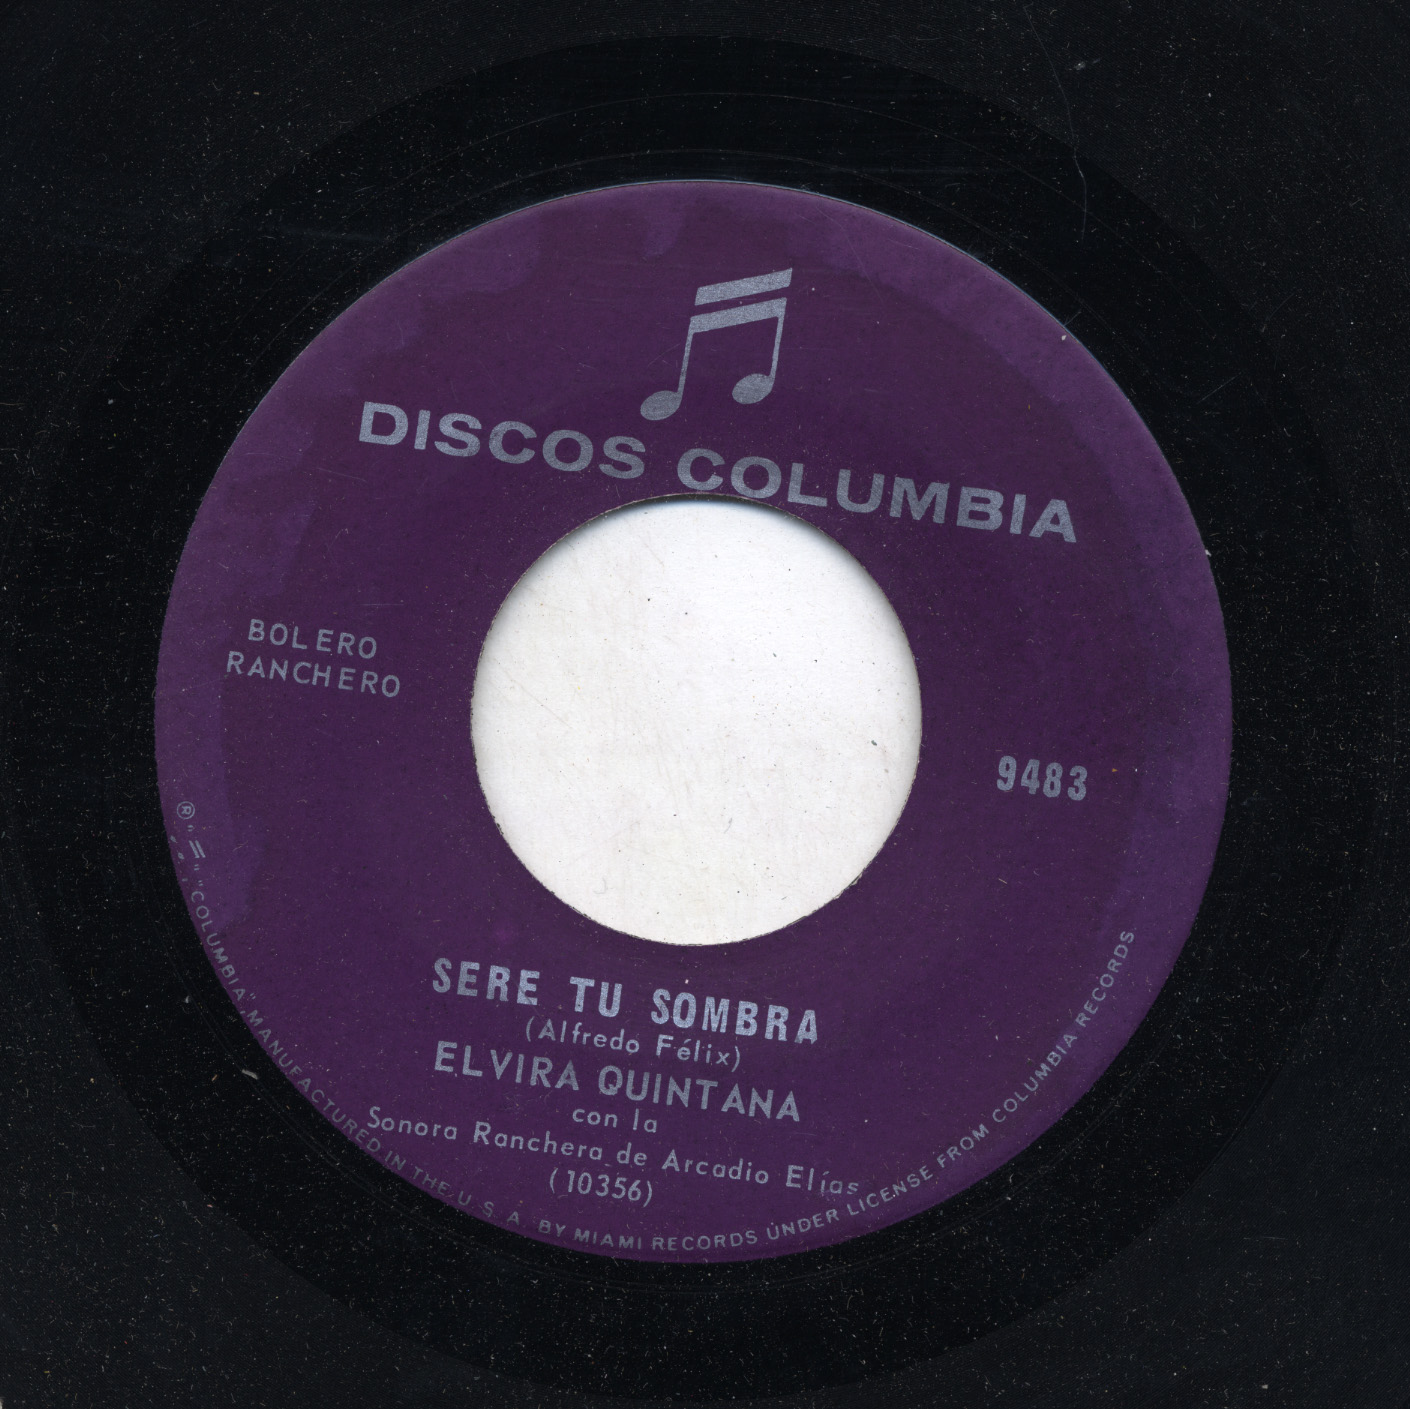 DISCOS COLUMBIA
BOLERO
RANCHERO
9483
SERE TU SOMBRA
(Alfredo Félix)
ELVIRA QUINTANA
con la
Sonora Ranchera de Arcadio Elías
(10356)
® "COLUMBIA" MANUFACTURED IN THE U. S. A. BY MIAMI RECORDS UNDER LICENSE FROM COLUMBIA RECORDS.